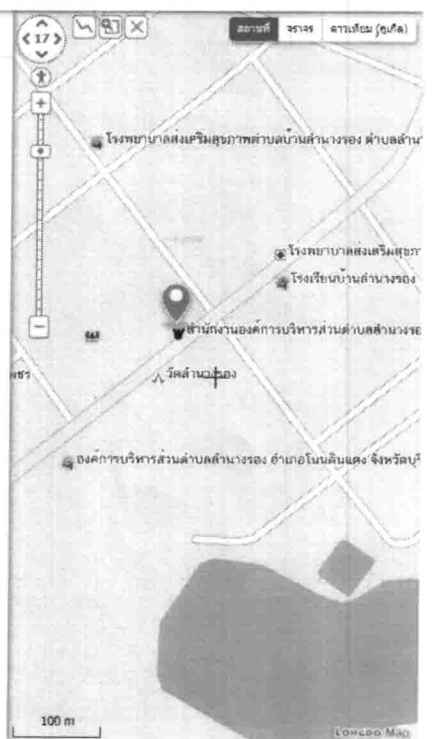 17
สถานที่ จราจร ดาวเทียม (กูเกิล)
โรงพยาบาลส่งเสริมสุขภาพตำบลบ้านลำนางรอง ตำบลลำนา
โรงพยาบาลส่งเสริมสุขภา
โรงเรียนบ้านลำนางรอง
สำนักงานองค์การบริหารส่วนตำบลลำนางรอ
วัดลำนางรอง
องค์การบริหารส่วนตำบลลำนางรอง อำเภอโนนดินแดง จังหวัดบุรี
100 m
LONGDO Map